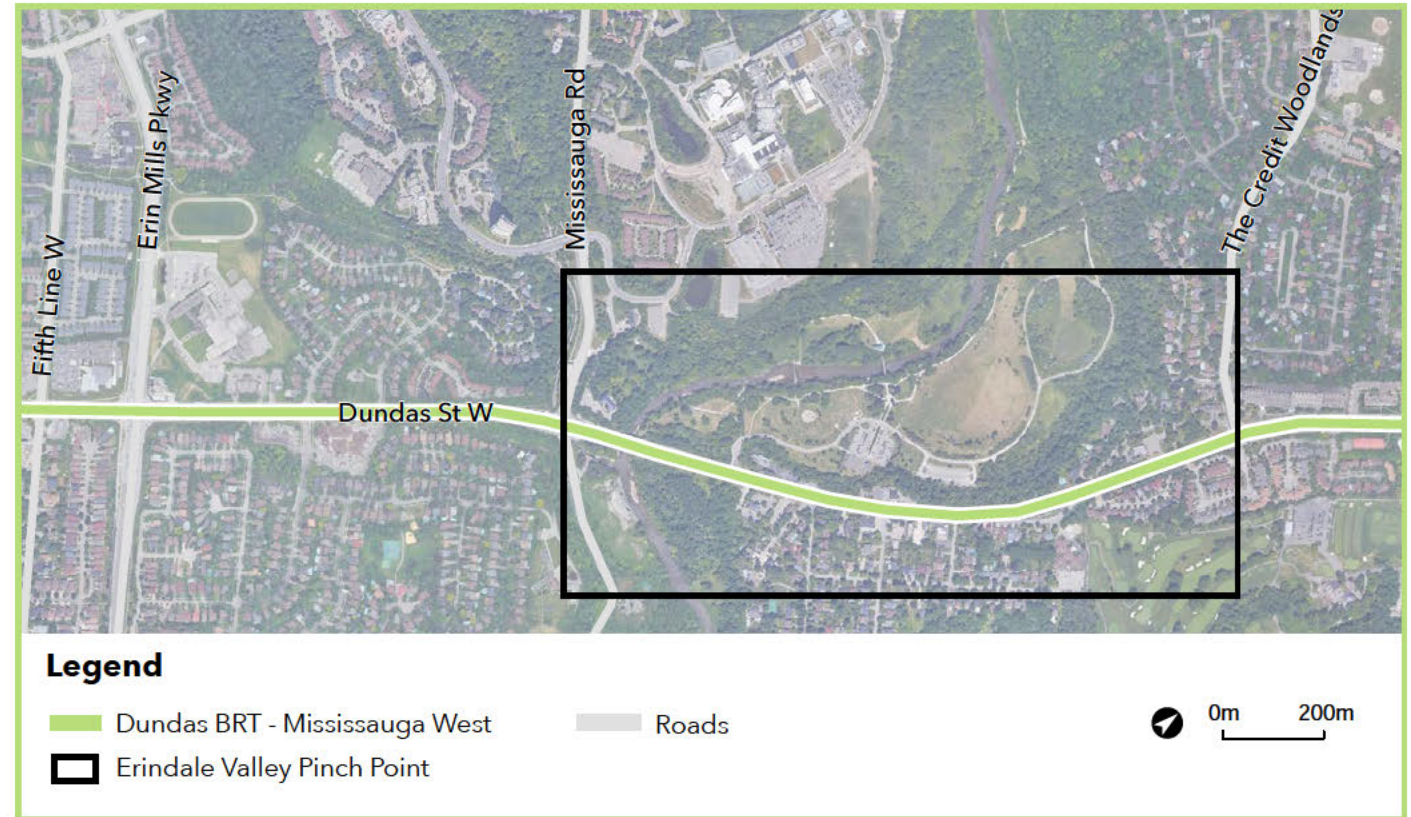 Fifth Line W
Erin Mills Pkwy
Mississauga Rd
The Credit Woodlands
Dundas St W
Legend
Dundas BRT - Mississauga West
Roads
0m 200m
Erindale Valley Pinch Point